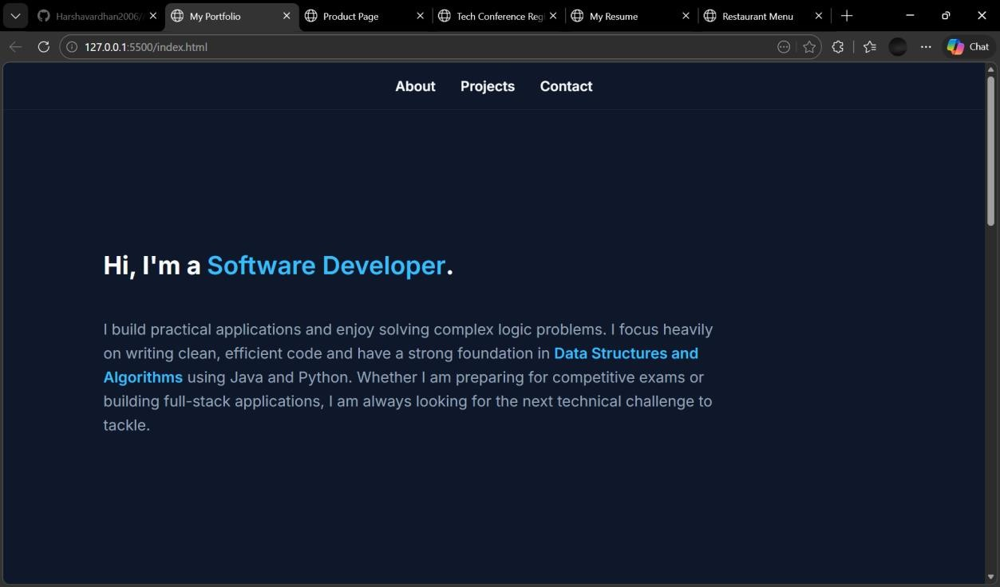 Harshavardhan2006/
My Portfolio
Product Page
Tech Conference Reg
My Resume
Restaurant Menu
127.0.0.1:5500/index.html
Chat
About Projects Contact
Hi, I'm a Software Developer.
I build practical applications and enjoy solving complex logic problems. I focus heavily
on writing clean, efficient code and have a strong foundation in Data Structures and
Algorithms using Java and Python. Whether I am preparing for competitive exams or
building full-stack applications, I am always looking for the next technical challenge to
tackle.